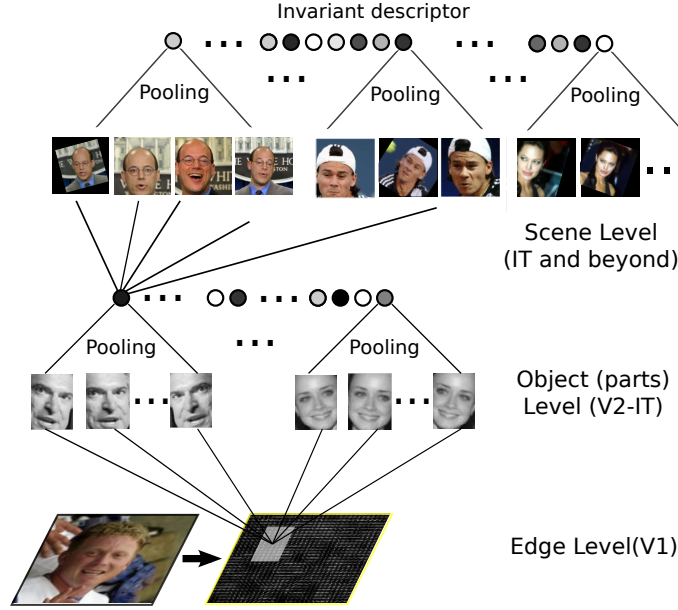 Invariant descriptor
Pooling
Pooling
Pooling
Scene Level
(IT and beyond)
Pooling
Pooling
Object (parts)
Level (V2-IT)
Edge Level(V1)